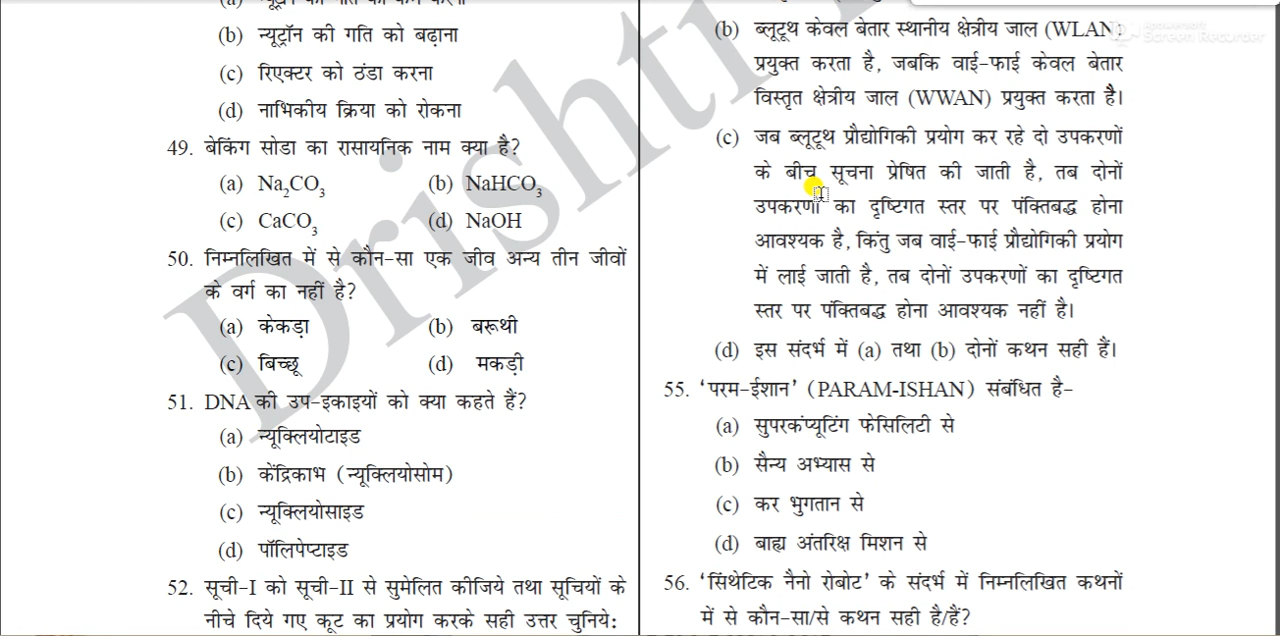 (b) न्यूट्रॉन की गति को बढ़ाना
(c) रिएक्टर को ठंडा करना
(d) नाभिकीय क्रिया को रोकना
49. बेकिंग सोडा का रासायनिक नाम क्या है?
(a) Na2CO3 (b) NaHCO3
(c) CaCO3 (d) NaOH
50. निम्नलिखित में से कौन-सा एक जीव अन्य तीन जीवों
के वर्ग का नहीं है?
(a) केकड़ा (b) बरूथी
(c) बिच्छू (d) मकड़ी
51. DNA की उप-इकाइयों को क्या कहते हैं?
(a) न्यूक्लियोटाइड
(b) केंद्रिकाभ (न्यूक्लियोसोम)
(c) न्यूक्लियोसाइड
(d) पॉलिपेप्टाइड
52. सूची-I को सूची-II से सुमेलित कीजिये तथा सूचियों के
नीचे दिये गए कूट का प्रयोग करके सही उत्तर चुनिये:
(b) ब्लूटूथ केवल बेतार स्थानीय क्षेत्रीय जाल (WLAN)
प्रयुक्त करता है, जबकि वाई-फाई केवल बेतार
विस्तृत क्षेत्रीय जाल (WWAN) प्रयुक्त करता है।
(c) जब ब्लूटूथ प्रौद्योगिकी प्रयोग कर रहे दो उपकरणों
के बीच सूचना प्रेषित की जाती है, तब दोनों
उपकरणों का दृष्टिगत स्तर पर पंक्तिबद्ध होना
आवश्यक है, किंतु जब वाई-फाई प्रौद्योगिकी प्रयोग
में लाई जाती है, तब दोनों उपकरणों का दृष्टिगत
स्तर पर पंक्तिबद्ध होना आवश्यक नहीं है।
(d) इस संदर्भ में (a) तथा (b) दोनों कथन सही हैं।
55. 'परम-ईशान' (PARAM-ISHAN) संबंधित है-
(a) सुपरकंप्यूटिंग फेसिलिटी से
(b) सैन्य अभ्यास से
(c) कर भुगतान से
(d) बाह्य अंतरिक्ष मिशन से
56. 'सिंथेटिक नैनो रोबोट' के संदर्भ में निम्नलिखित कथनों
में से कौन-सा/से कथन सही है/हैं?
Drishti
Apowersoft
Screen Recorder